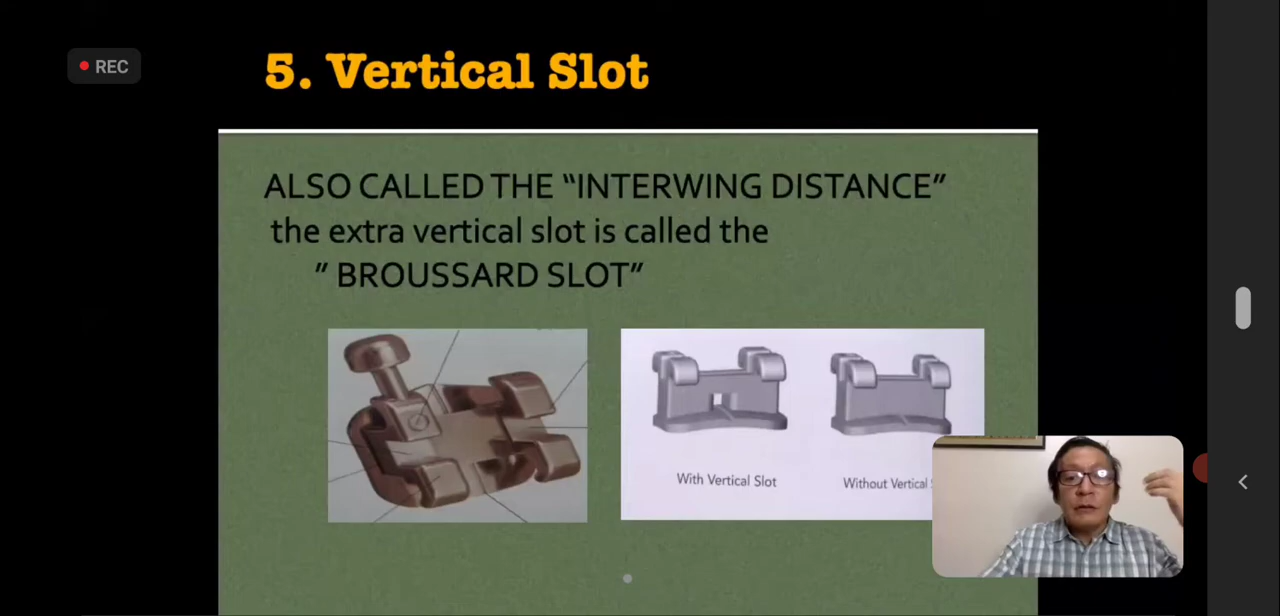 REC
5. Vertical Slot
ALSO CALLED THE “INTERWING DISTANCE”
the extra vertical slot is called the
” BROUSSARD SLOT”
With Vertical Slot
Without Vertical